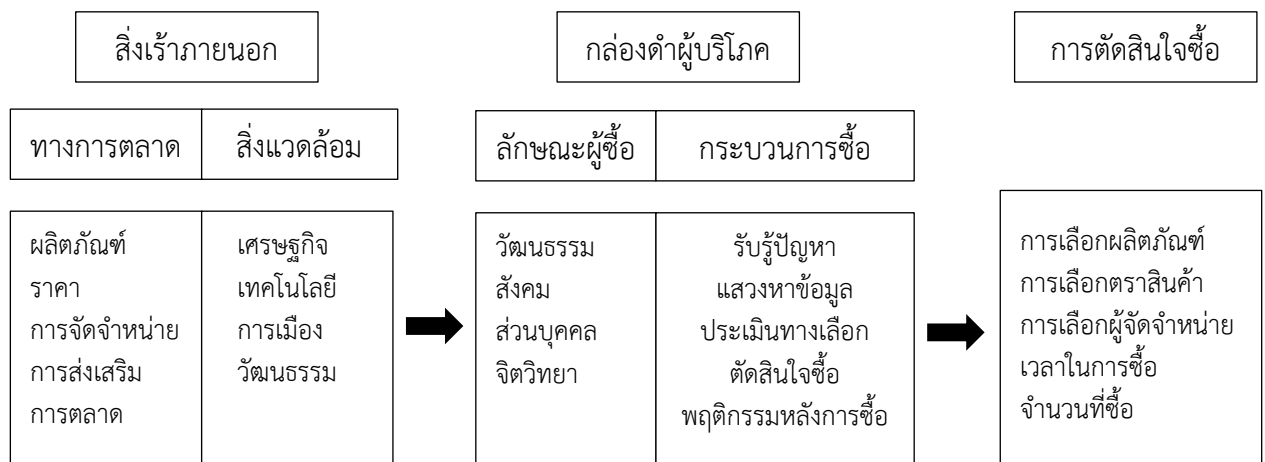 สิ่งเร้าภายนอก
กล่องดำผู้บริโภค
การตัดสินใจซื้อ
ทางการตลาด
สิ่งแวดล้อม
ลักษณะผู้ซื้อ
กระบวนการซื้อ
ผลิตภัณฑ์
ราคา
การจัดจำหน่าย
การส่งเสริม
การตลาด
เศรษฐกิจ
เทคโนโลยี
การเมือง
วัฒนธรรม
วัฒนธรรม
สังคม
ส่วนบุคคล
จิตวิทยา
รับรู้ปัญหา
แสวงหาข้อมูล
ประเมินทางเลือก
ตัดสินใจซื้อ
พฤติกรรมหลังการซื้อ
การเลือกผลิตภัณฑ์
การเลือกตราสินค้า
การเลือกผู้จัดจำหน่าย
เวลาในการซื้อ
จำนวนที่ซื้อ